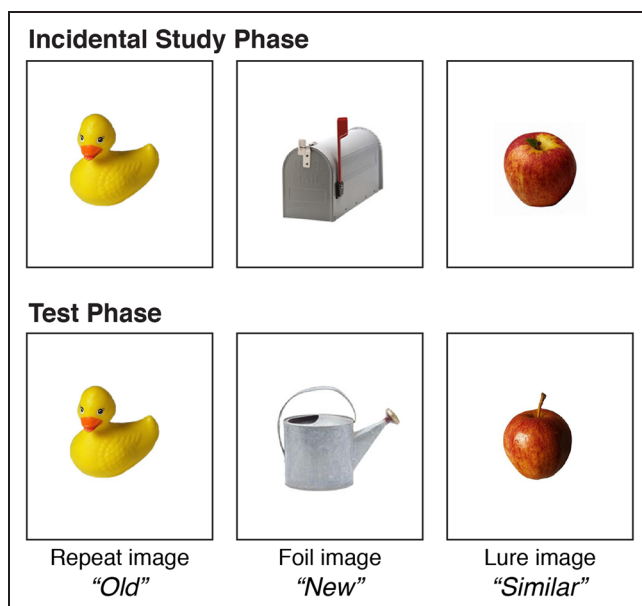 Incidental Study Phase
Test Phase
Repeat image
"Old"
Foil image
"New"
Lure image
"Similar"